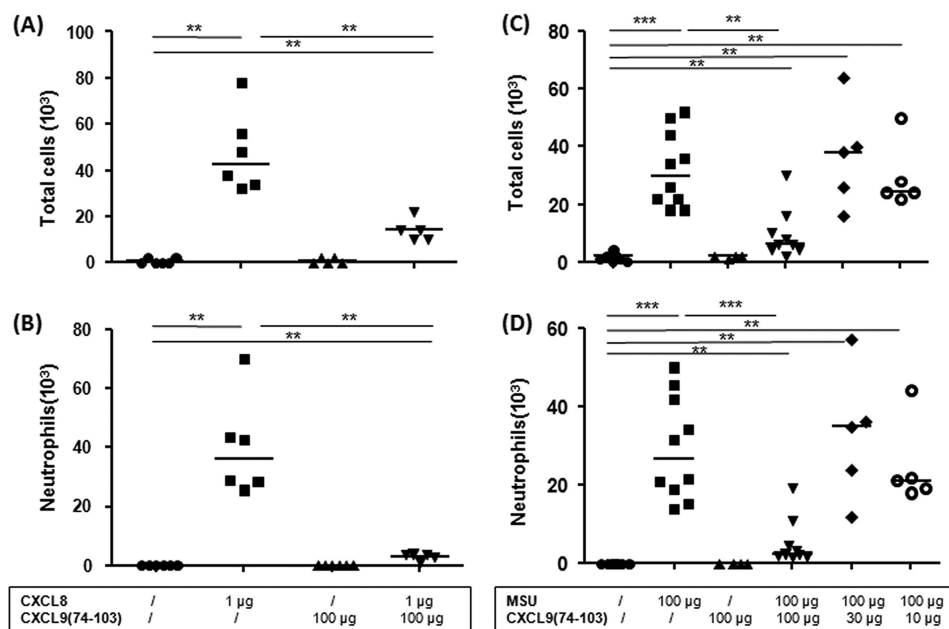 (A)
100
80
60
40
20
0
Total cells (10³)
**
**
**
(B)
80
60
40
20
0
Neutrophils(10³)
**
**
**
CXCL8 / 1 µg / 1 µg
CXCL9(74-103) / / 100 µg 100 µg
(C)
80
60
40
20
0
Total cells (10³)
*** **
**
**
**
(D)
60
40
20
0
Neutrophils(10³)
*** ***
**
**
**
MSU / 100 µg / 100 µg 100 µg 100 µg
CXCL9(74-103) / / 100 µg 100 µg 30 µg 10 µg